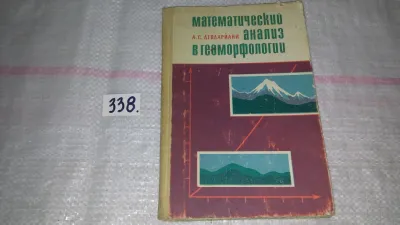 математический
А.С. ДЕВДАРИАНИ анализ
в геоморфологии
338.